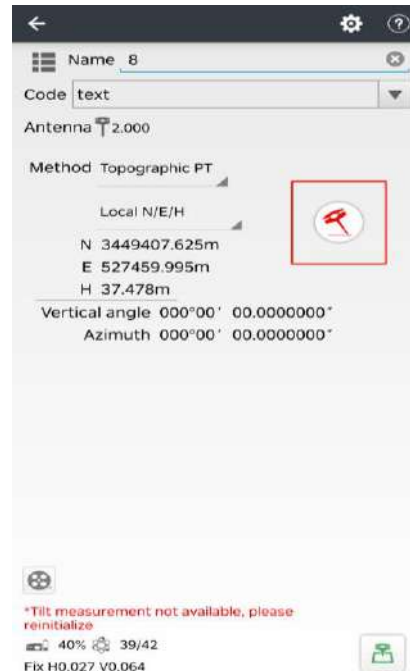 ?
Name 8
Code text
Antenna 2.000
Method Topographic PT
Local N/E/H
N 3449407.625m
E 527459.995m
H 37.478m
Vertical angle 000°00′ 00.0000000″
Azimuth 000°00′ 00.0000000″
*Tilt measurement not available, please
reinitialize
40% 39/42
Fix H0.027 V0.064